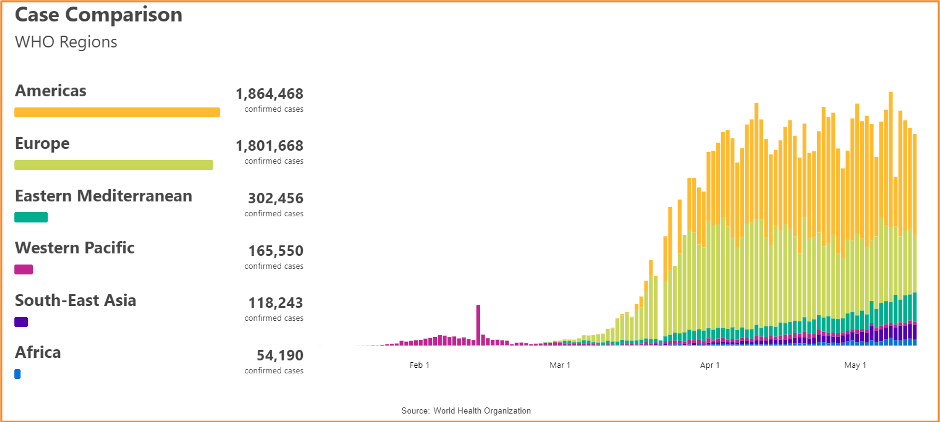 Case Comparison
WHO Regions
Americas
1,864,468
confirmed cases
Europe
1,801,668
confirmed cases
Eastern Mediterranean
302,456
confirmed cases
Western Pacific
165,550
confirmed cases
South-East Asia
118,243
confirmed cases
Africa
54,190
confirmed cases
Feb 1
Mar 1
Apr 1
May 1
Source: World Health Organization